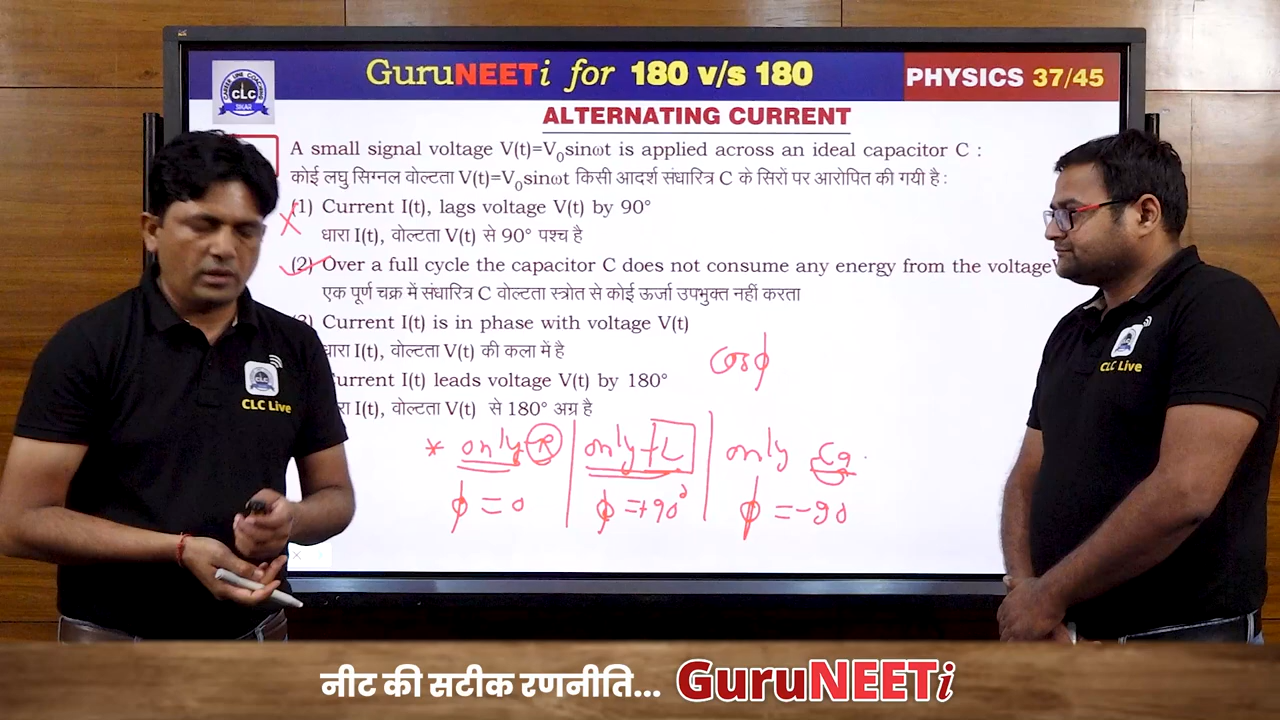 GuruNEETi for 180 v/s 180
PHYSICS 37/45
CLC
SIKAR
ALTERNATING CURRENT
A small signal voltage V(t)=V₀sinωt is applied across an ideal capacitor C :
कोई लघु सिग्नल वोल्टता V(t)=V₀sinωt किसी आदर्श संधारित्र C के सिरों पर आरोपित की गयी है :
(1) Current I(t), lags voltage V(t) by 90°
धारा I(t), वोल्टता V(t) से 90° पश्च है
(2) Over a full cycle the capacitor C does not consume any energy from the voltage
एक पूर्ण चक्र में संधारित्र C वोल्टता स्त्रोत से कोई ऊर्जा उपभुक्त नहीं करता
(3) Current I(t) is in phase with voltage V(t)
धारा I(t), वोल्टता V(t) की कला में है
Current I(t) leads voltage V(t) by 180°
रा I(t), वोल्टता V(t) से 180° अग्र है
cosϕ
* only R | only L | only
ϕ = 0 | ϕ = +90° | ϕ = -90
CLC
CLC Live
CLC
CLC Live
नीट की सटीक रणनीति... GuruNEETi